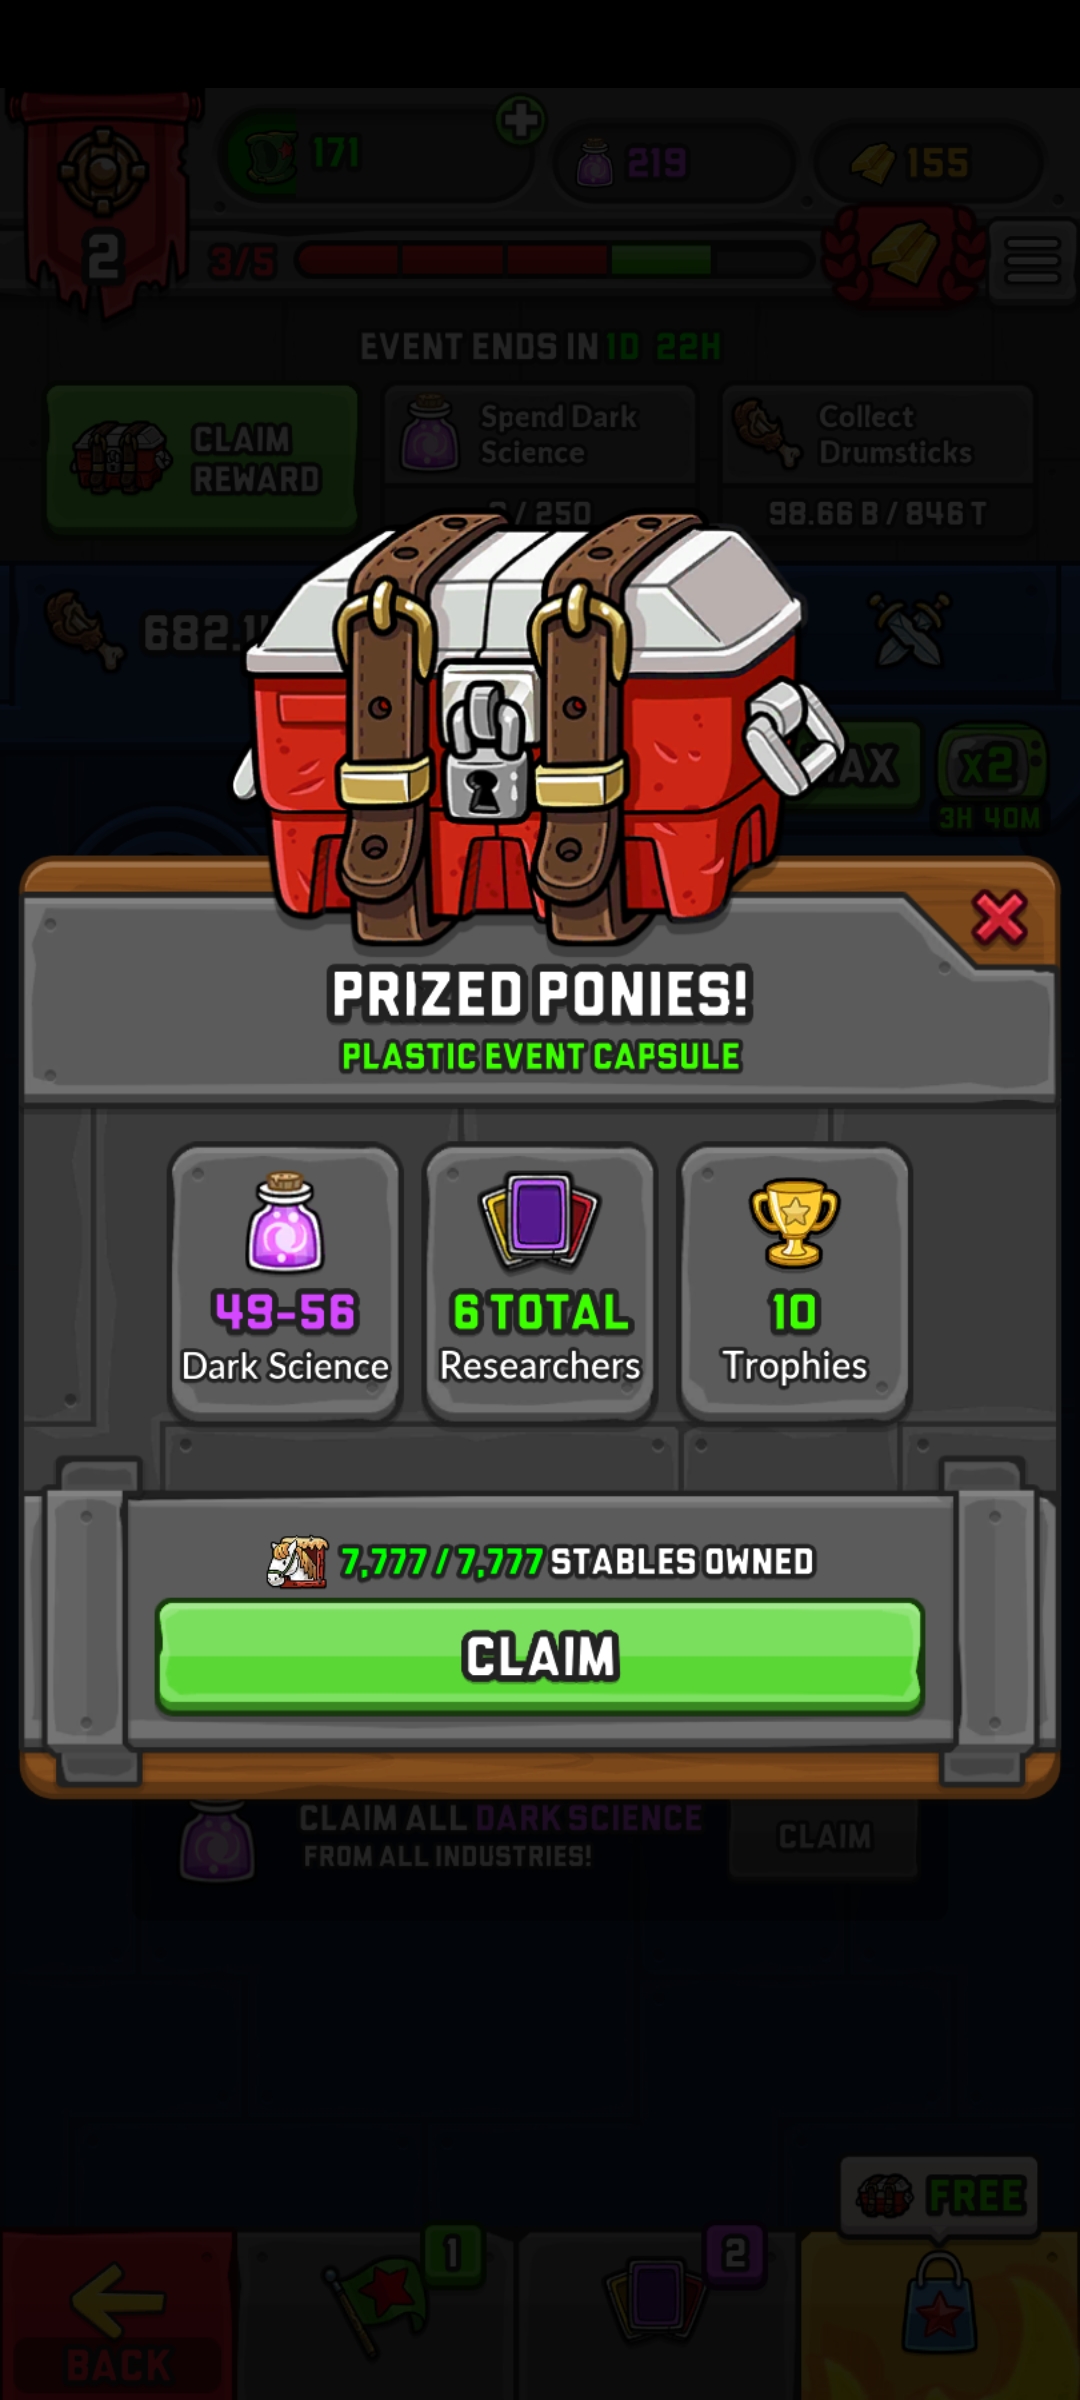 171
219
155
2
3/5
EVENT ENDS IN 1D 22H
CLAIM
REWARD
Spend Dark
Science
/ 250
Collect
Drumsticks
98.66 B / 846 T
x2
3H 40M
PRIZED PONIES!
PLASTIC EVENT CAPSULE
49-56
Dark Science
6 TOTAL
Researchers
10
Trophies
7,777 / 7,777 STABLES OWNED
CLAIM
CLAIM ALL DARK SCIENCE
FROM ALL INDUSTRIES!
CLAIM
FREE
1
2
BACK